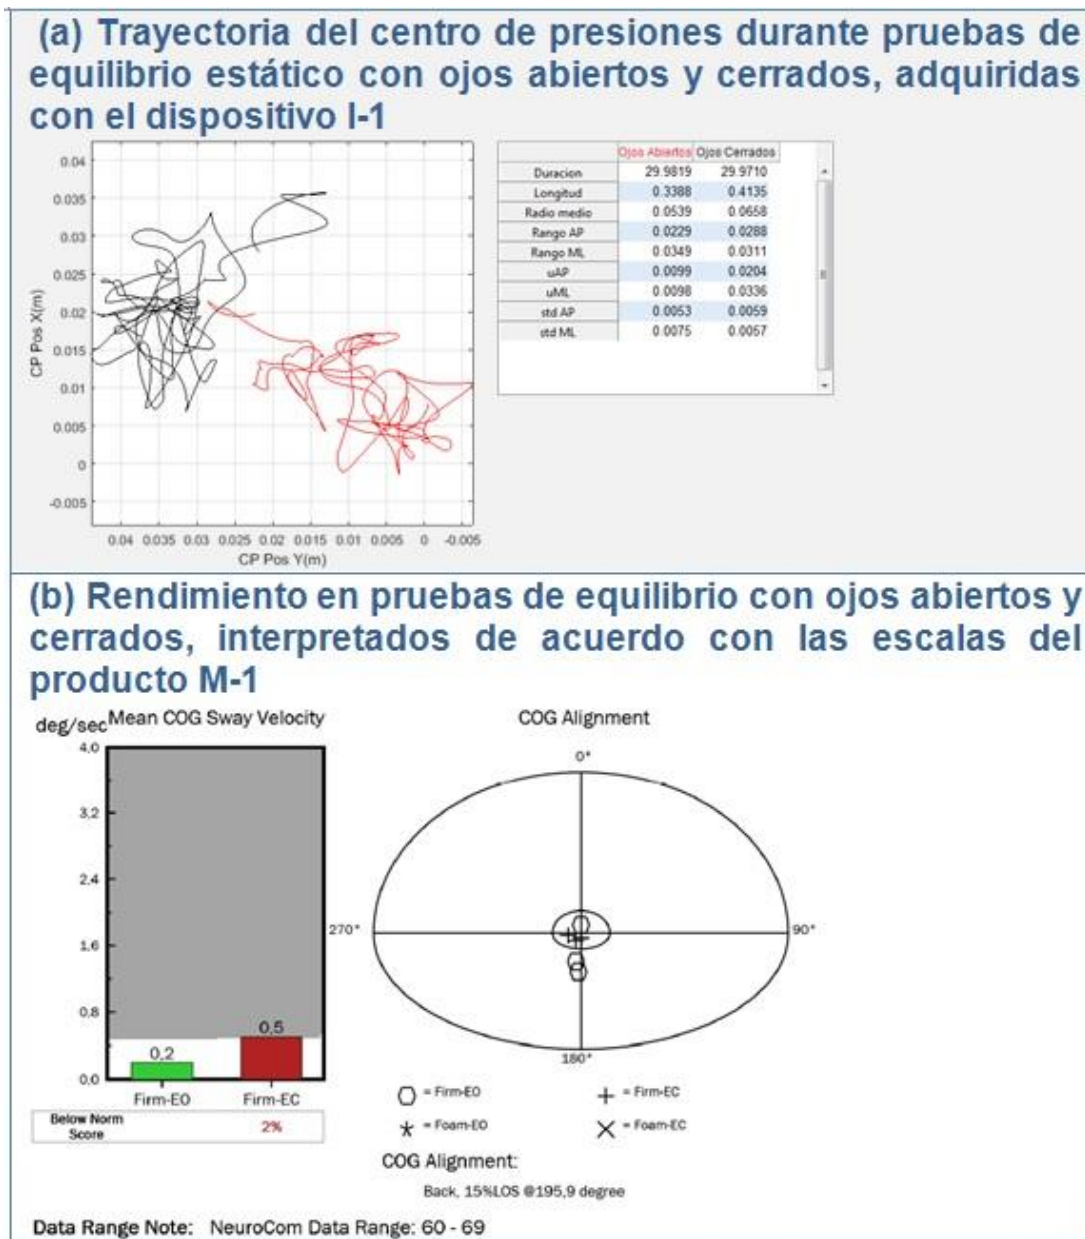 (a) Trayectoria del centro de presiones durante pruebas de
equilibrio estático con ojos abiertos y cerrados, adquiridas
con el dispositivo I-1
0.04
0.035
0.03
0.025
0.02
0.015
0.01
0.005
0
-0.005
CP Pos X(m)
0.04 0.035 0.03 0.025 0.02 0.015 0.01 0.005 0 -0.005
CP Pos Y(m)
Ojos Abiertos Ojos Cerrados
Duracion 29.9819 29.9710
Longitud 0.3388 0.4135
Radio medio 0.0539 0.0658
Rango AP 0.0229 0.0288
Rango ML 0.0349 0.0311
uAP 0.0099 0.0204
uML 0.0098 0.0336
std AP 0.0053 0.0059
std ML 0.0075 0.0057
(b) Rendimiento en pruebas de equilibrio con ojos abiertos y
cerrados, interpretados de acuerdo con las escalas del
producto M-1
deg/sec Mean COG Sway Velocity
4,0
3,2
2,4
1,6
0,8
0,0
0,2
0,5
Firm-EO Firm-EC
Below Norm
Score
2%
COG Alignment
0°
270°
90°
180°
= Firm-EO = Firm-EC
= Foam-EO = Foam-EC
COG Alignment:
Back, 15%LOS @195,9 degree
Data Range Note: NeuroCom Data Range: 60 - 69